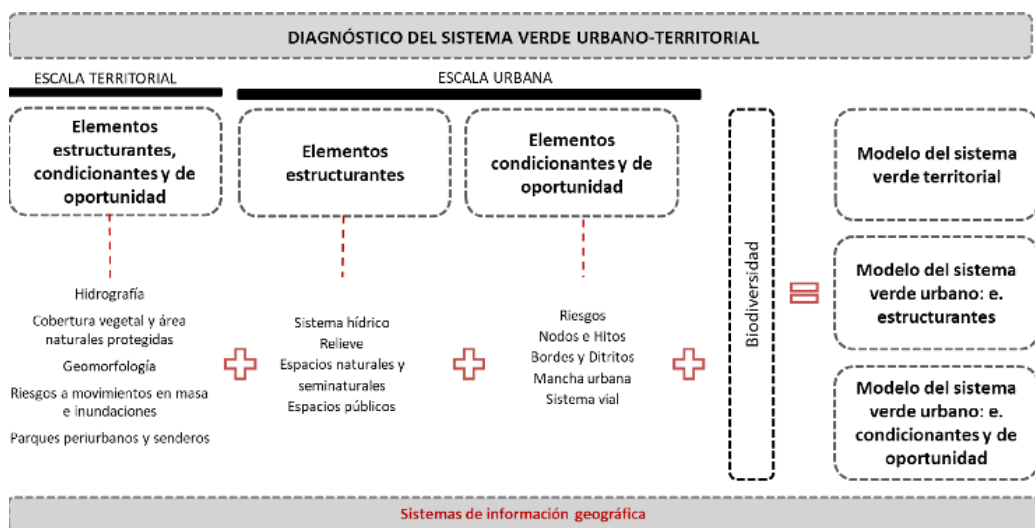 DIAGNÓSTICO DEL SISTEMA VERDE URBANO-TERRITORIAL
ESCALA TERRITORIAL
ESCALA URBANA
Elementos
estructurantes,
condicionantes y de
oportunidad
Hidrografía
Cobertura vegetal y área
naturales protegidas
Geomorfología
Riesgos a movimientos en masa
e inundaciones
Parques periurbanos y senderos
Elementos
estructurantes
Sistema hídrico
Relieve
Espacios naturales y
seminaturales
Espacios públicos
Elementos
condicionantes y de
oportunidad
Riesgos
Nodos e Hitos
Bordes y Ditritos
Mancha urbana
Sistema vial
Biodiversidad
Modelo del sistema
verde territorial
Modelo del sistema
verde urbano: e.
estructurantes
Modelo del sistema
verde urbano: e.
condicionantes y de
oportunidad
Sistemas de información geográfica